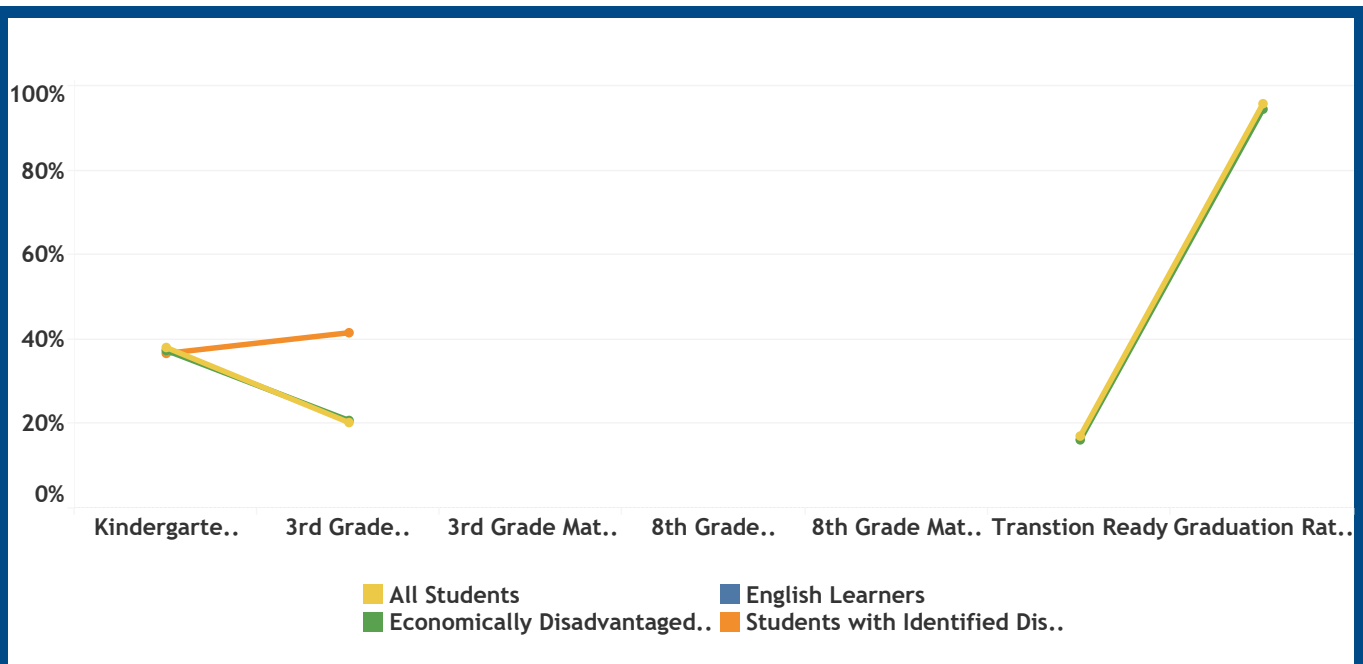 100%
80%
60%
40%
20%
0%
Kindergarte.. 3rd Grade.. 3rd Grade Mat.. 8th Grade.. 8th Grade Mat.. Transtion Ready Graduation Rat..
All Students English Learners
Economically Disadvantaged.. Students with Identified Dis..